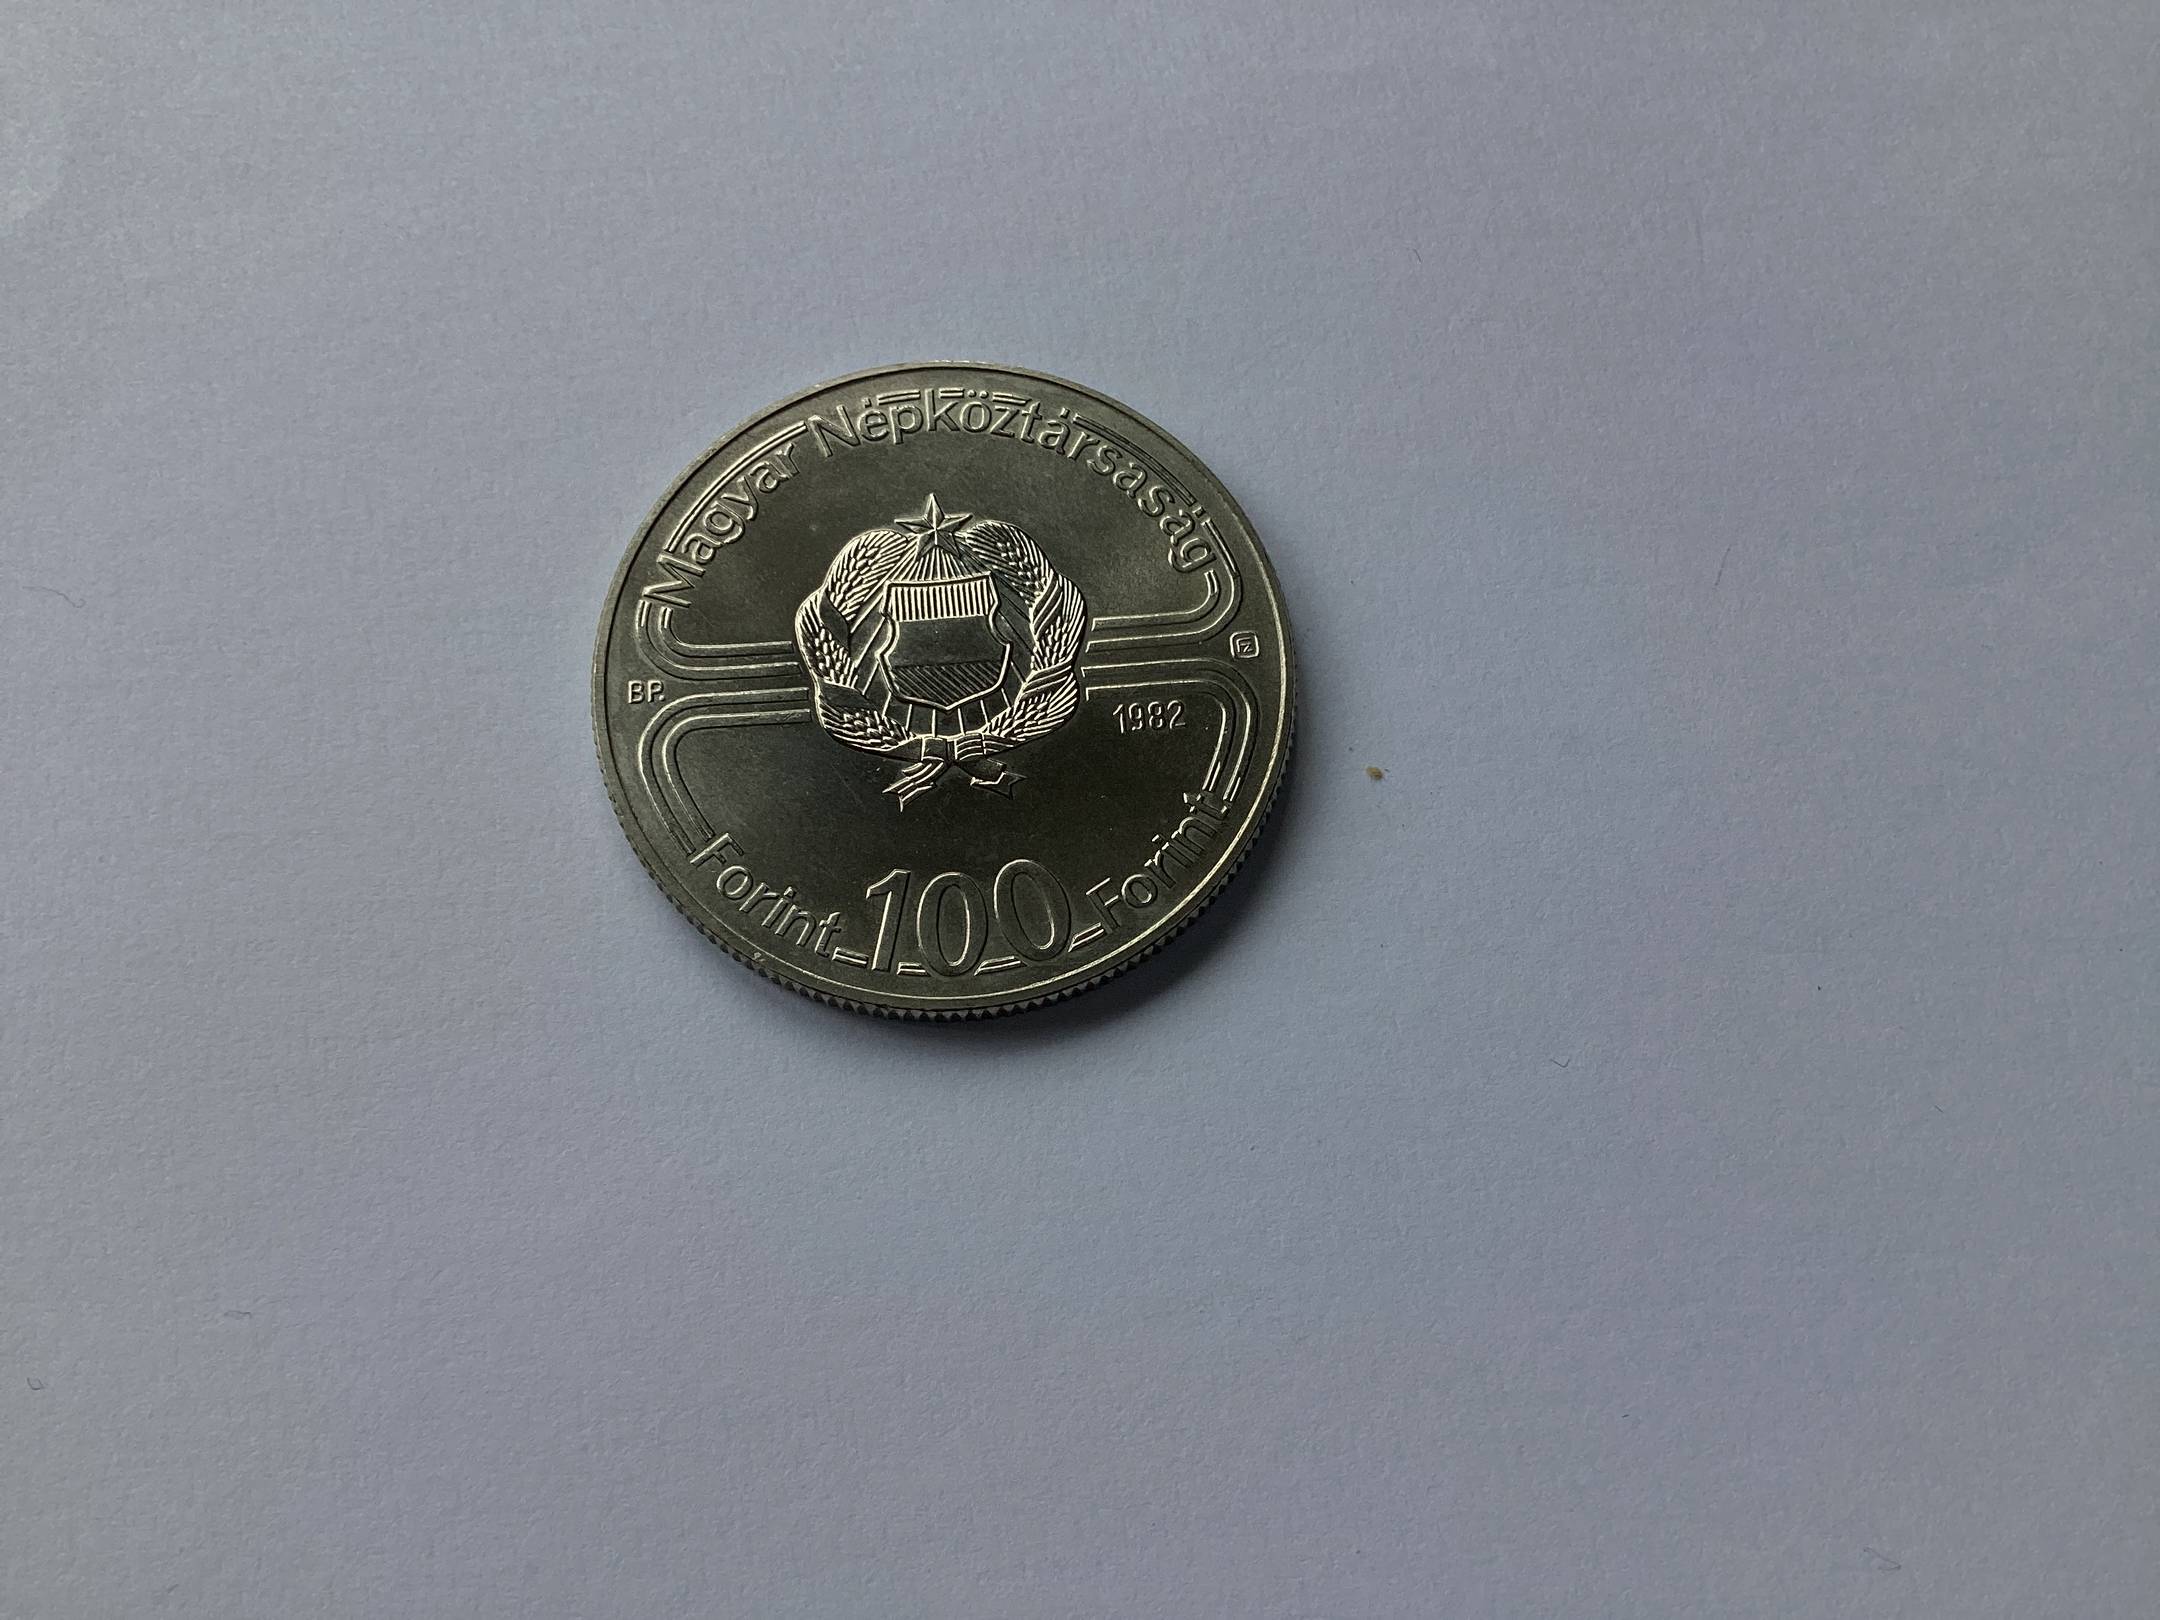 Magyar Népköztársaság
BP.
1982
Forint 100 Forint